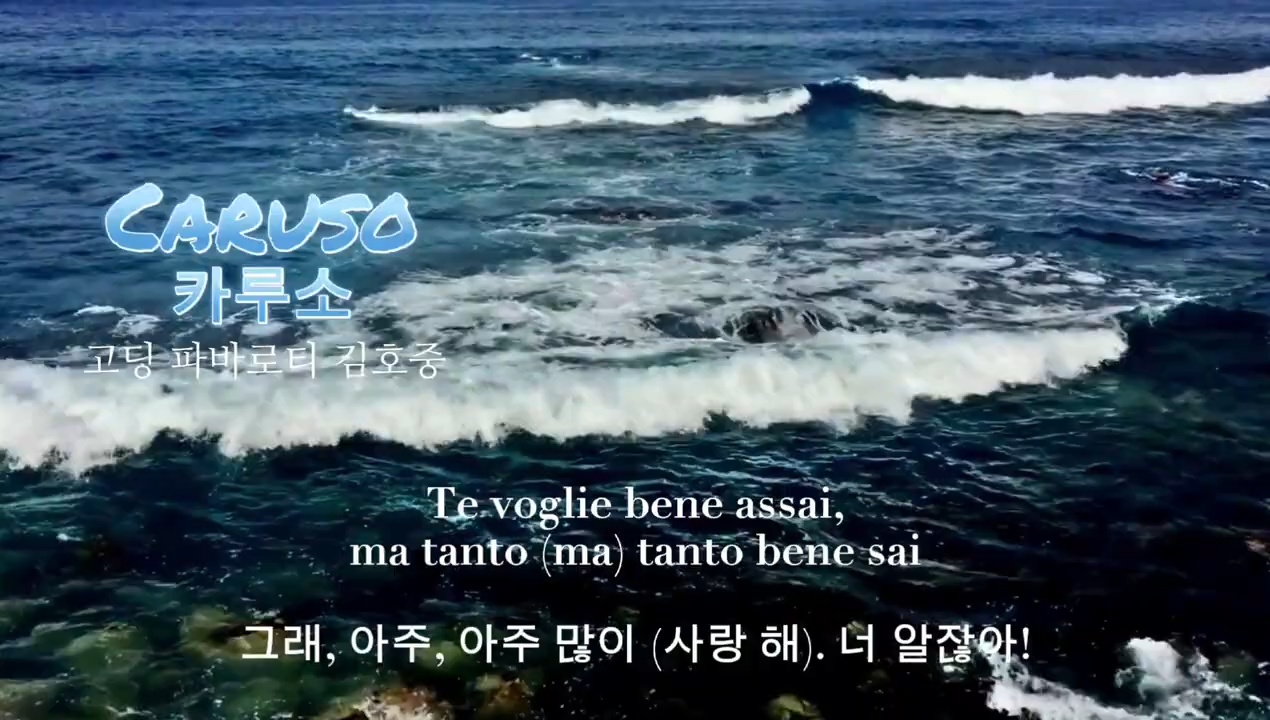 CARUSO
카루소
고딩 파바로티 김호중
Te voglie bene assai,
ma tanto (ma) tanto bene sai
그래, 아주, 아주 많이 (사랑 해). 너 알잖아!